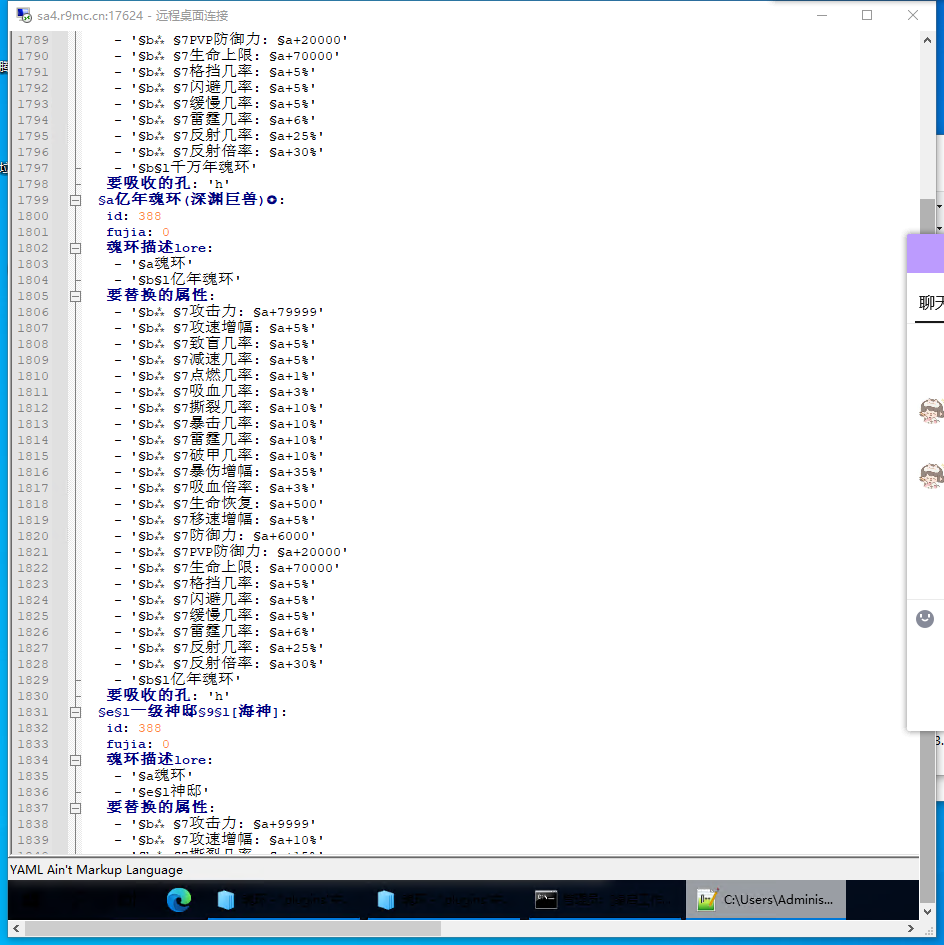 sa4.r9mc.cn:17624 - 远程桌面连接
1789 - '§b⁂ §7PVP防御力: §a+20000'
1790 - '§b⁂ §7生命上限: §a+70000'
1791 - '§b⁂ §7格挡几率: §a+5%'
1792 - '§b⁂ §7闪避几率: §a+5%'
1793 - '§b⁂ §7缓慢几率: §a+5%'
1794 - '§b⁂ §7雷霆几率: §a+6%'
1795 - '§b⁂ §7反射几率: §a+25%'
1796 - '§b⁂ §7反射倍率: §a+30%'
1797 - '§b§l千万年魂环'
1798 要吸收的孔: 'h'
1799 §a亿年魂环(深渊巨兽)✪:
1800 id: 388
1801 fujia: 0
1802 魂环描述lore:
1803 - '§a魂环'
1804 - '§b§l亿年魂环'
1805 要替换的属性:
1806 - '§b⁂ §7攻击力: §a+79999'
1807 - '§b⁂ §7攻速增幅: §a+5%'
1808 - '§b⁂ §7致盲几率: §a+5%'
1809 - '§b⁂ §7减速几率: §a+5%'
1810 - '§b⁂ §7点燃几率: §a+1%'
1811 - '§b⁂ §7吸血几率: §a+3%'
1812 - '§b⁂ §7撕裂几率: §a+10%'
1813 - '§b⁂ §7暴击几率: §a+10%'
1814 - '§b⁂ §7雷霆几率: §a+10%'
1815 - '§b⁂ §7破甲几率: §a+10%'
1816 - '§b⁂ §7暴伤增幅: §a+35%'
1817 - '§b⁂ §7吸血倍率: §a+3%'
1818 - '§b⁂ §7生命恢复: §a+500'
1819 - '§b⁂ §7移速增幅: §a+5%'
1820 - '§b⁂ §7防御力: §a+6000'
1821 - '§b⁂ §7PVP防御力: §a+20000'
1822 - '§b⁂ §7生命上限: §a+70000'
1823 - '§b⁂ §7格挡几率: §a+5%'
1824 - '§b⁂ §7闪避几率: §a+5%'
1825 - '§b⁂ §7缓慢几率: §a+5%'
1826 - '§b⁂ §7雷霆几率: §a+6%'
1827 - '§b⁂ §7反射几率: §a+25%'
1828 - '§b⁂ §7反射倍率: §a+30%'
1829 - '§b§l亿年魂环'
1830 要吸收的孔: 'h'
1831 §e§l一级神邸§9§l[海神]:
1832 id: 388
1833 fujia: 0
1834 魂环描述lore:
1835 - '§a魂环'
1836 - '§e§l神邸'
1837 要替换的属性:
1838 - '§b⁂ §7攻击力: §a+9999'
1839 - '§b⁂ §7攻速增幅: §a+10%'
YAML Ain't Markup Language
C:\Users\Adminis...
聊天